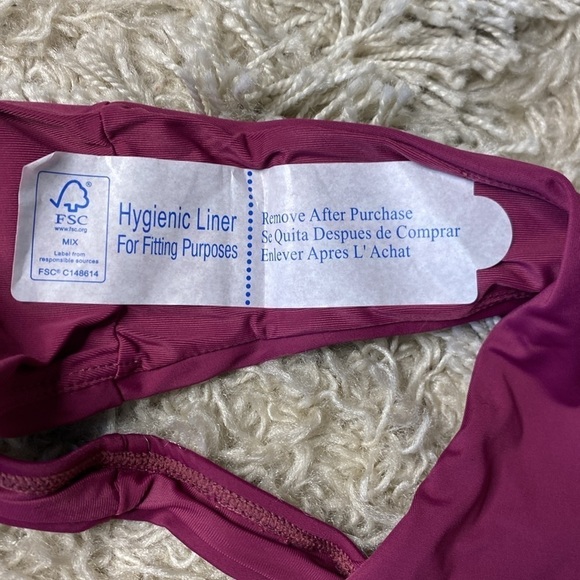 FSC
www.fsc.org
MIX
Label from
responsible sources
FSC® C148614
Hygienic Liner
For Fitting Purposes
Remove After Purchase
Se Quita Despues de Comprar
Enlever Apres L' Achat